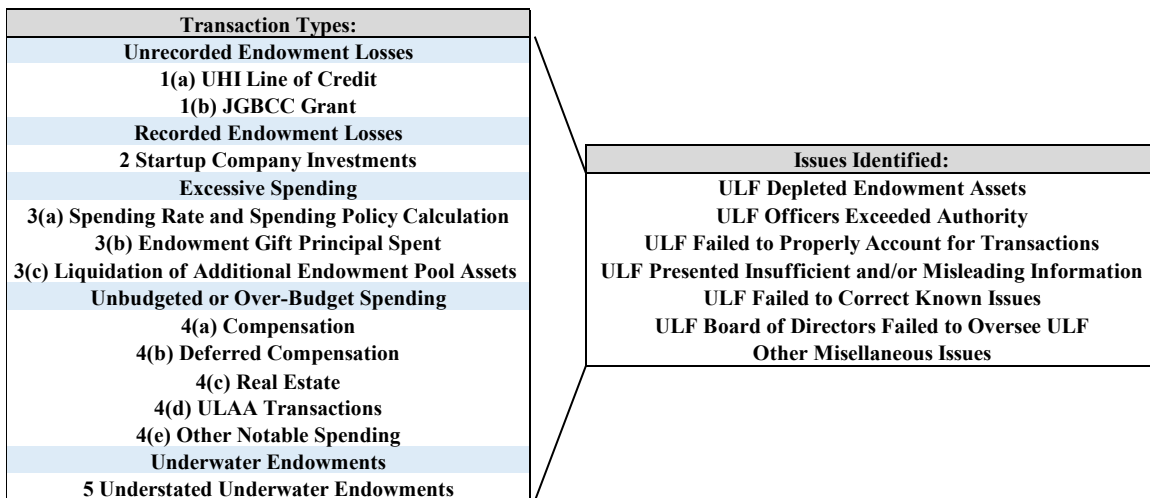 Transaction Types:
Unrecorded Endowment Losses
1(a) UHI Line of Credit
1(b) JGBCC Grant
Recorded Endowment Losses
2 Startup Company Investments
Excessive Spending
3(a) Spending Rate and Spending Policy Calculation
3(b) Endowment Gift Principal Spent
3(c) Liquidation of Additional Endowment Pool Assets
Unbudgeted or Over-Budget Spending
4(a) Compensation
4(b) Deferred Compensation
4(c) Real Estate
4(d) ULAA Transactions
4(e) Other Notable Spending
Underwater Endowments
5 Understated Underwater Endowments
Issues Identified:
ULF Depleted Endowment Assets
ULF Officers Exceeded Authority
ULF Failed to Properly Account for Transactions
ULF Presented Insufficient and/or Misleading Information
ULF Failed to Correct Known Issues
ULF Board of Directors Failed to Oversee ULF
Other Misellaneous Issues